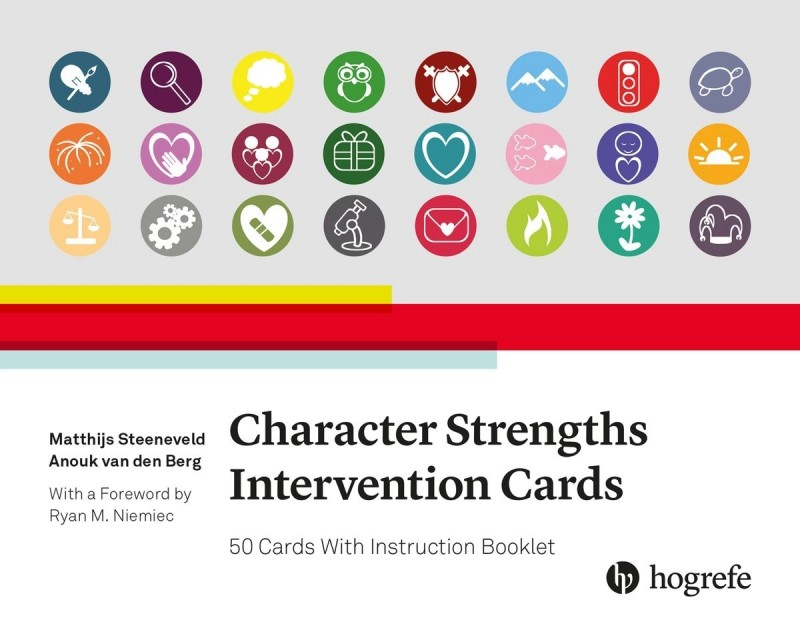 Matthijs Steeneveld
Anouk van den Berg
With a Foreword by
Ryan M. Niemiec
Character Strengths
Intervention Cards
50 Cards With Instruction Booklet
hogrefe